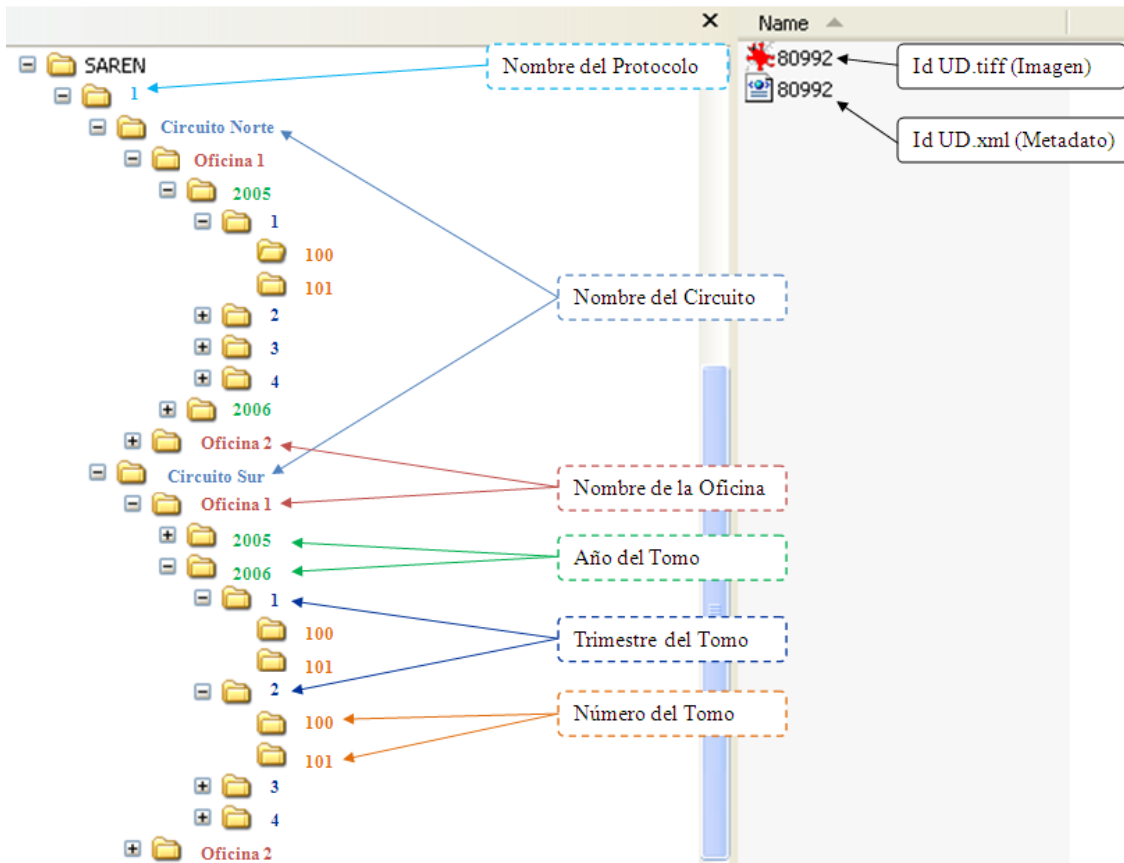 Name
SAREN
Nombre del Protocolo
80992
Id UD.tiff (Imagen)
1
80992
Circuito Norte
Id UD.xml (Metadato)
Oficina 1
2005
1
100
101
Nombre del Circuito
2
3
4
2006
Oficina 2
Circuito Sur
Nombre de la Oficina
Oficina 1
2005
Año del Tomo
2006
1
100
Trimestre del Tomo
101
2
100
Número del Tomo
101
3
4
Oficina 2